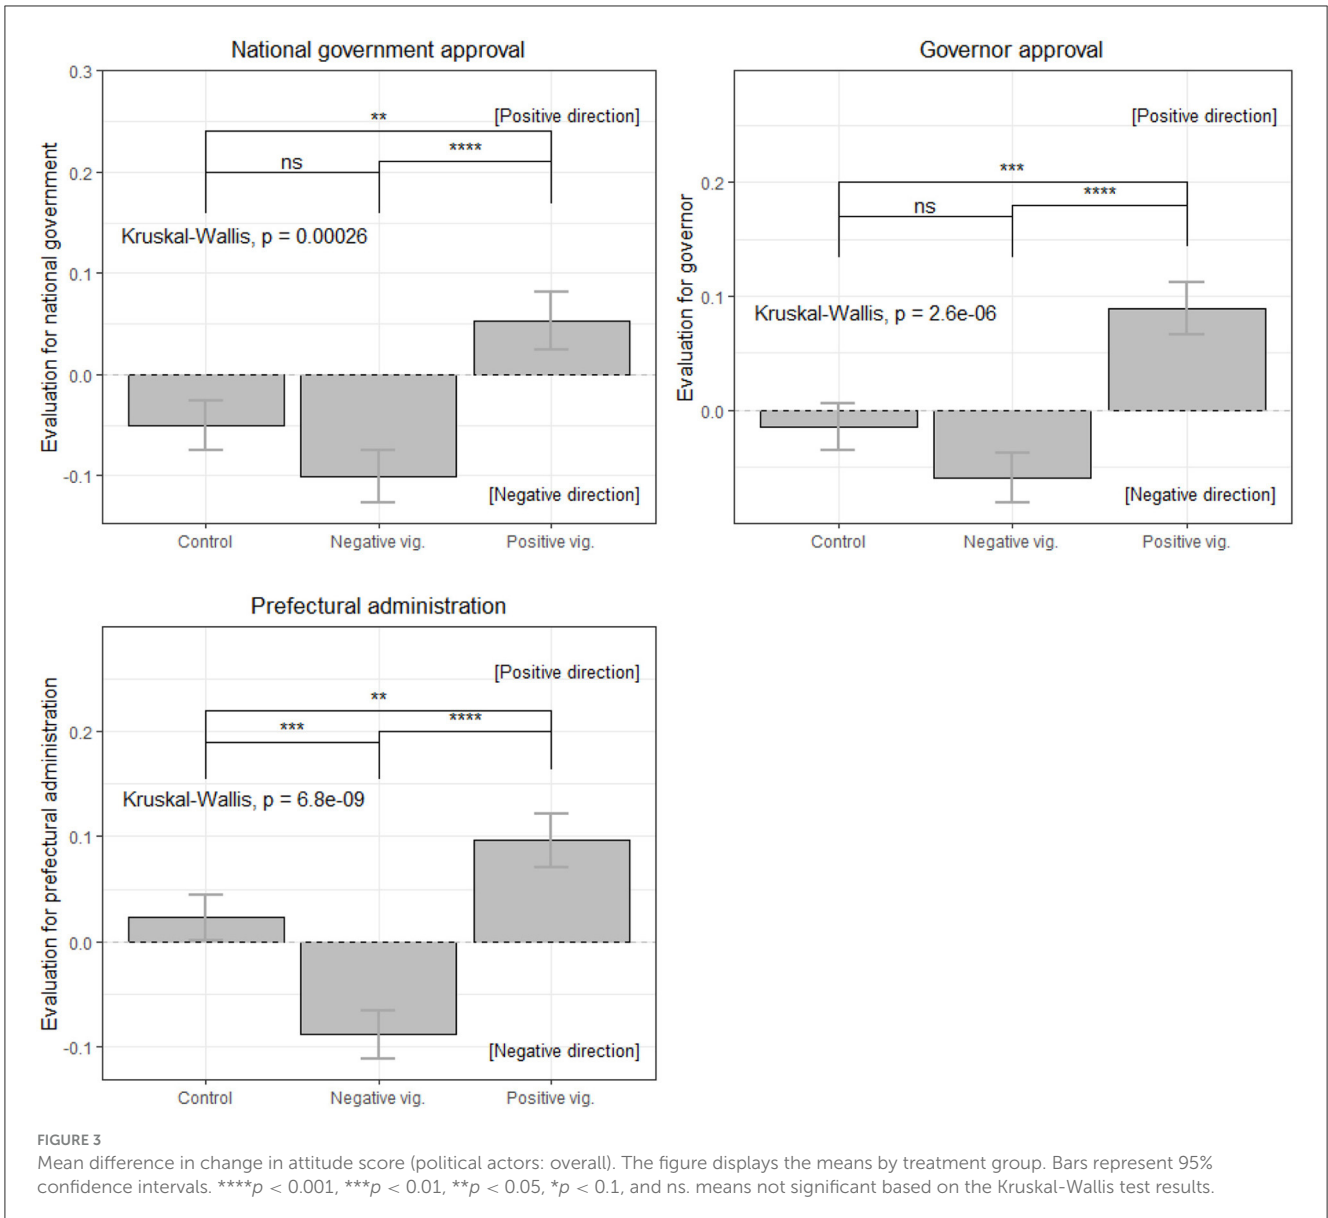 National government approval
0.3
[Positive direction]
**
ns
****
0.2
Kruskal-Wallis, p = 0.00026
0.1
0.0
-0.1
[Negative direction]
Evaluation for national government
Control
Negative vig.
Positive vig.
Governor approval
[Positive direction]
***
0.2
ns
****
Kruskal-Wallis, p = 2.6e-06
0.1
0.0
[Negative direction]
Evaluation for governor
Control
Negative vig.
Positive vig.
Prefectural administration
[Positive direction]
**
***
****
0.2
Kruskal-Wallis, p = 6.8e-09
0.1
0.0
-0.1
[Negative direction]
Evaluation for prefectural administration
Control
Negative vig.
Positive vig.
FIGURE 3
Mean difference in change in attitude score (political actors: overall). The figure displays the means by treatment group. Bars represent 95%
confidence intervals. ****p < 0.001, ***p < 0.01, **p < 0.05, *p < 0.1, and ns. means not significant based on the Kruskal-Wallis test results.